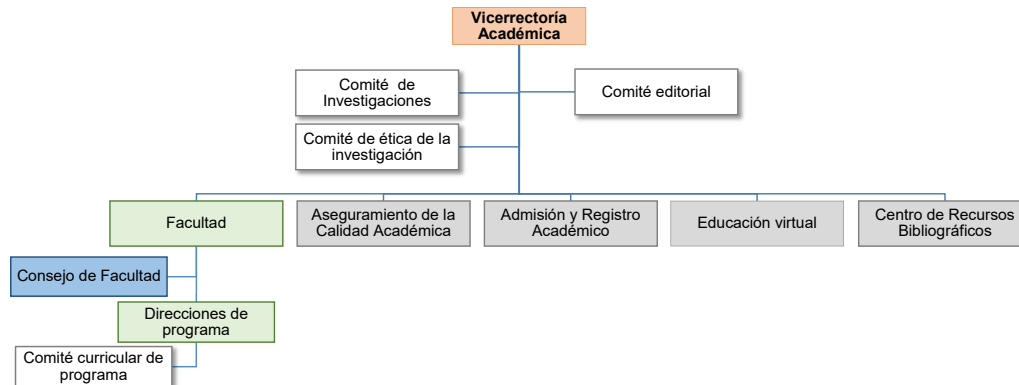 Vicerrectoría
Académica
Comité de
Investigaciones
Comité editorial
Comité de ética de la
investigación
Facultad
Aseguramiento de la
Calidad Académica
Admisión y Registro
Académico
Educación virtual
Centro de Recursos
Bibliográficos
Consejo de Facultad
Direcciones de
programa
Comité curricular de
programa